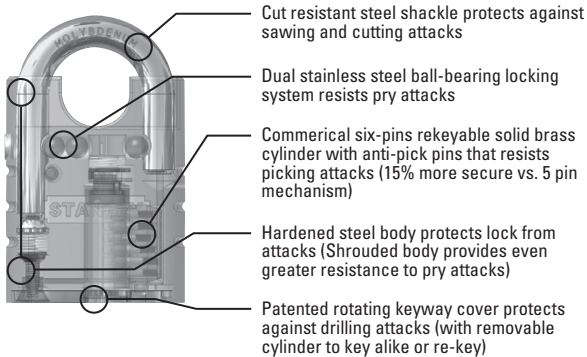 MOLYBDENUM
Cut resistant steel shackle protects against
sawing and cutting attacks
Dual stainless steel ball-bearing locking
system resists pry attacks
Commerical six-pins rekeyable solid brass
cylinder with anti-pick pins that resists
picking attacks (15% more secure vs. 5 pin
mechanism)
STAN
Hardened steel body protects lock from
attacks (Shrouded body provides even
greater resistance to pry attacks)
Patented rotating keyway cover protects
against drilling attacks (with removable
cylinder to key alike or re-key)